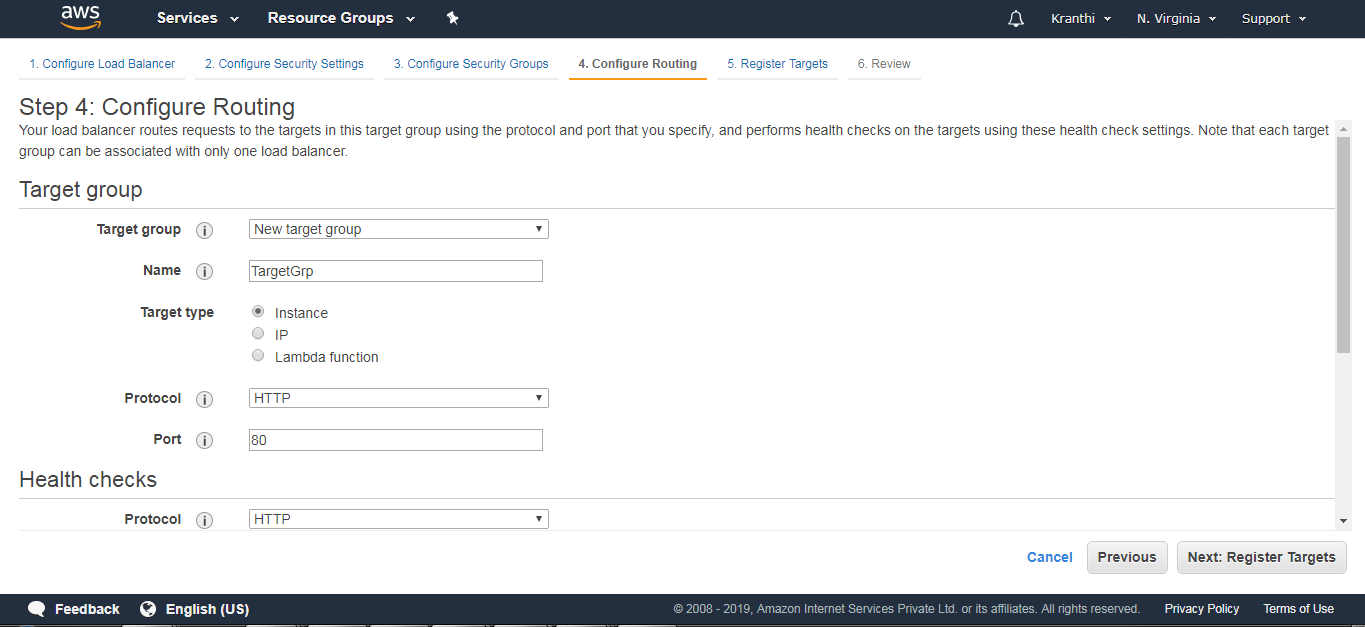 aws Services Resource Groups Kranthi N. Virginia Support
1. Configure Load Balancer 2. Configure Security Settings 3. Configure Security Groups 4. Configure Routing 5. Register Targets 6. Review
Step 4: Configure Routing
Your load balancer routes requests to the targets in this target group using the protocol and port that you specify, and performs health checks on the targets using these health check settings. Note that each target
group can be associated with only one load balancer.
Target group
Target group i New target group
Name i TargetGrp
Target type Instance
IP
Lambda function
Protocol i HTTP
Port i 80
Health checks
Protocol i HTTP
Cancel Previous Next: Register Targets
Feedback English (US) © 2008 - 2019, Amazon Internet Services Private Ltd. or its affiliates. All rights reserved. Privacy Policy Terms of Use